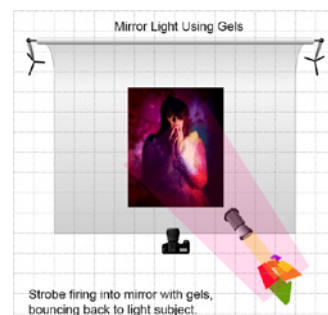 Mirror Light Using Gels
Strobe firing into mirror with gels,
bouncing back to light subject.